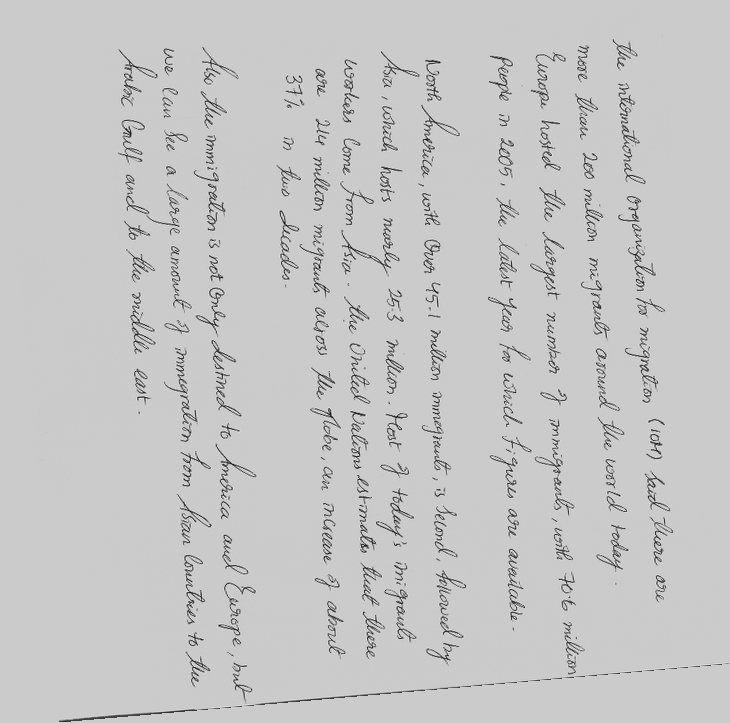 the international organization for migration (IOM) said there are
more than 200 million migrants around the world today.
Europe hosted the largest number of immigrants, with 70.6 million
people in 2005, the latest year for which figures are available.
North America, with over 45.1 million immegrants, is second, followed by
Asia, which hosts nearly 25.3 million. Most of today's migrants
workers come from Asia. the United Nations estimates that there
are 214 million migrants across the globe, an increase of about
37% in two decades.
Also the immigration is not only destined to America and Europe, but
we can see a large amount of immegration from Asian countries to the
Arabic Gulf and to the middle east.